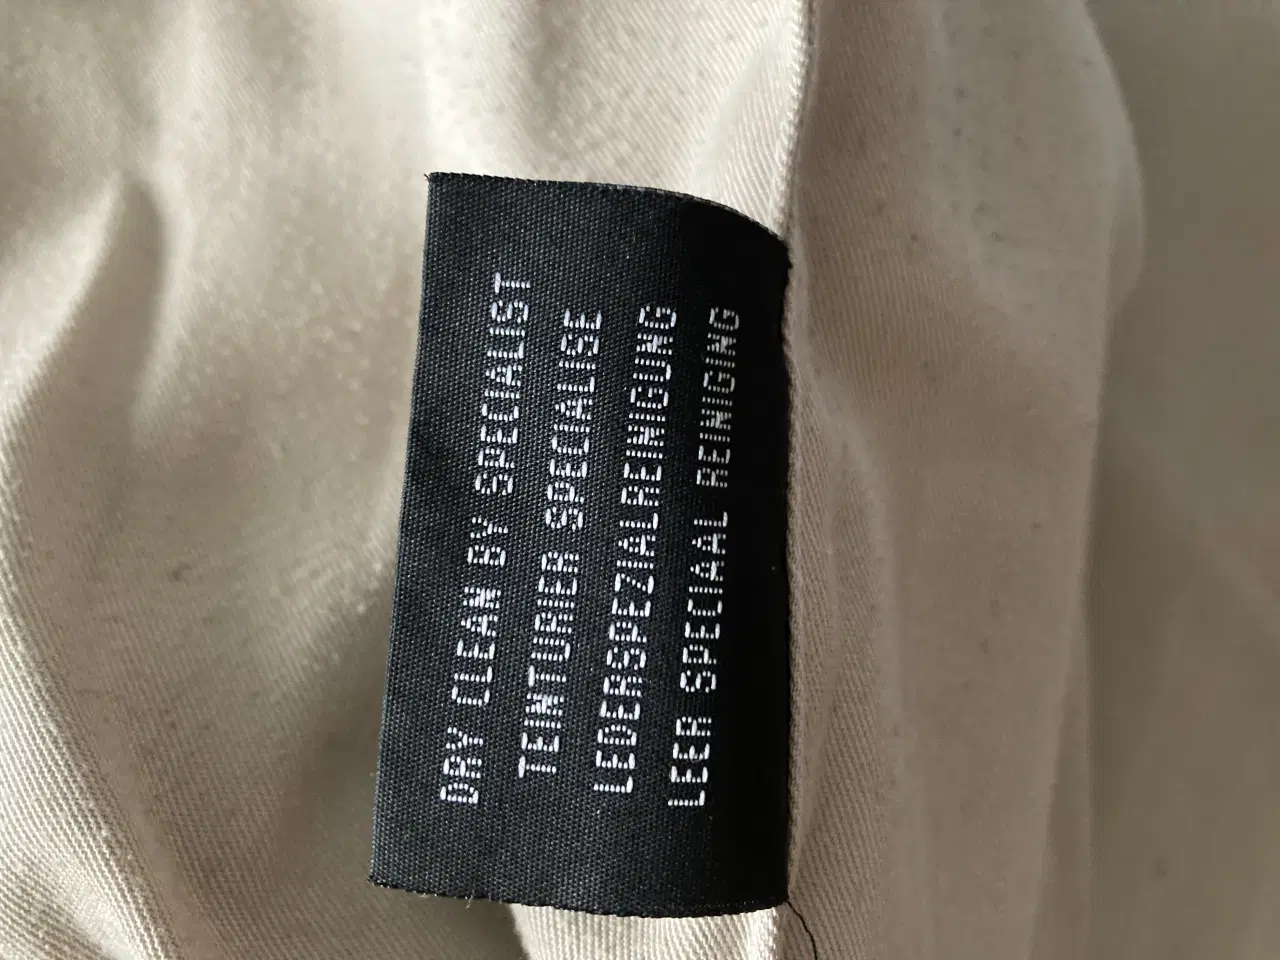 DRY CLEAN BY SPECIALIST
TEINTURIER SPECIALISE
LEDERSPEZIALREINIGUNG
LEER SPECIAAL REINIGING